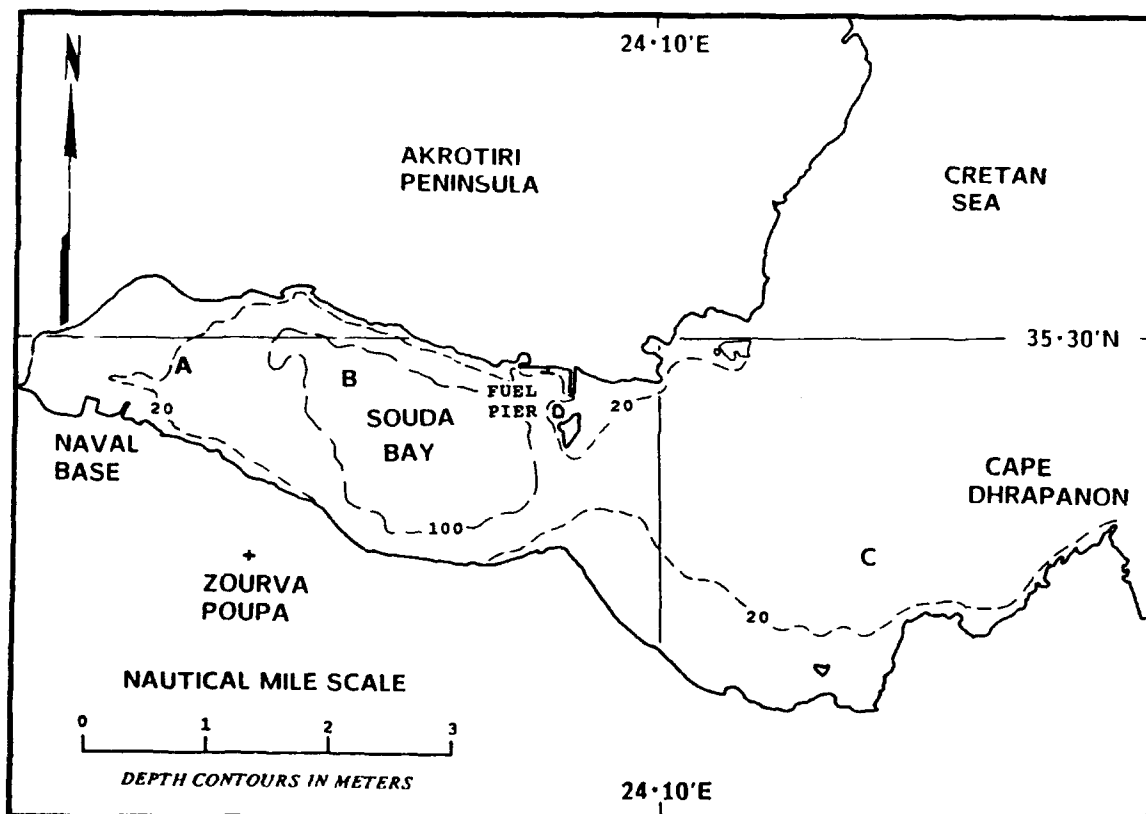 24·10'E
N
AKROTIRI
PENINSULA
CRETAN
SEA
35·30'N
A
B
FUEL
PIER
D
20
20
SOUDA
BAY
NAVAL
BASE
CAPE
DHRAPANON
100
C
ZOURVA
POUPA
20
NAUTICAL MILE SCALE
0 1 2 3
DEPTH CONTOURS IN METERS
24·10'E